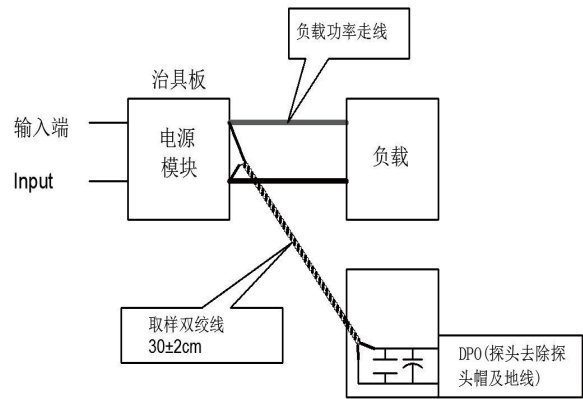 负载功率走线
治具板
输入端
电源
模块
负载
Input
取样双绞线
30±2cm
DPO(探头去除探
头帽及地线)